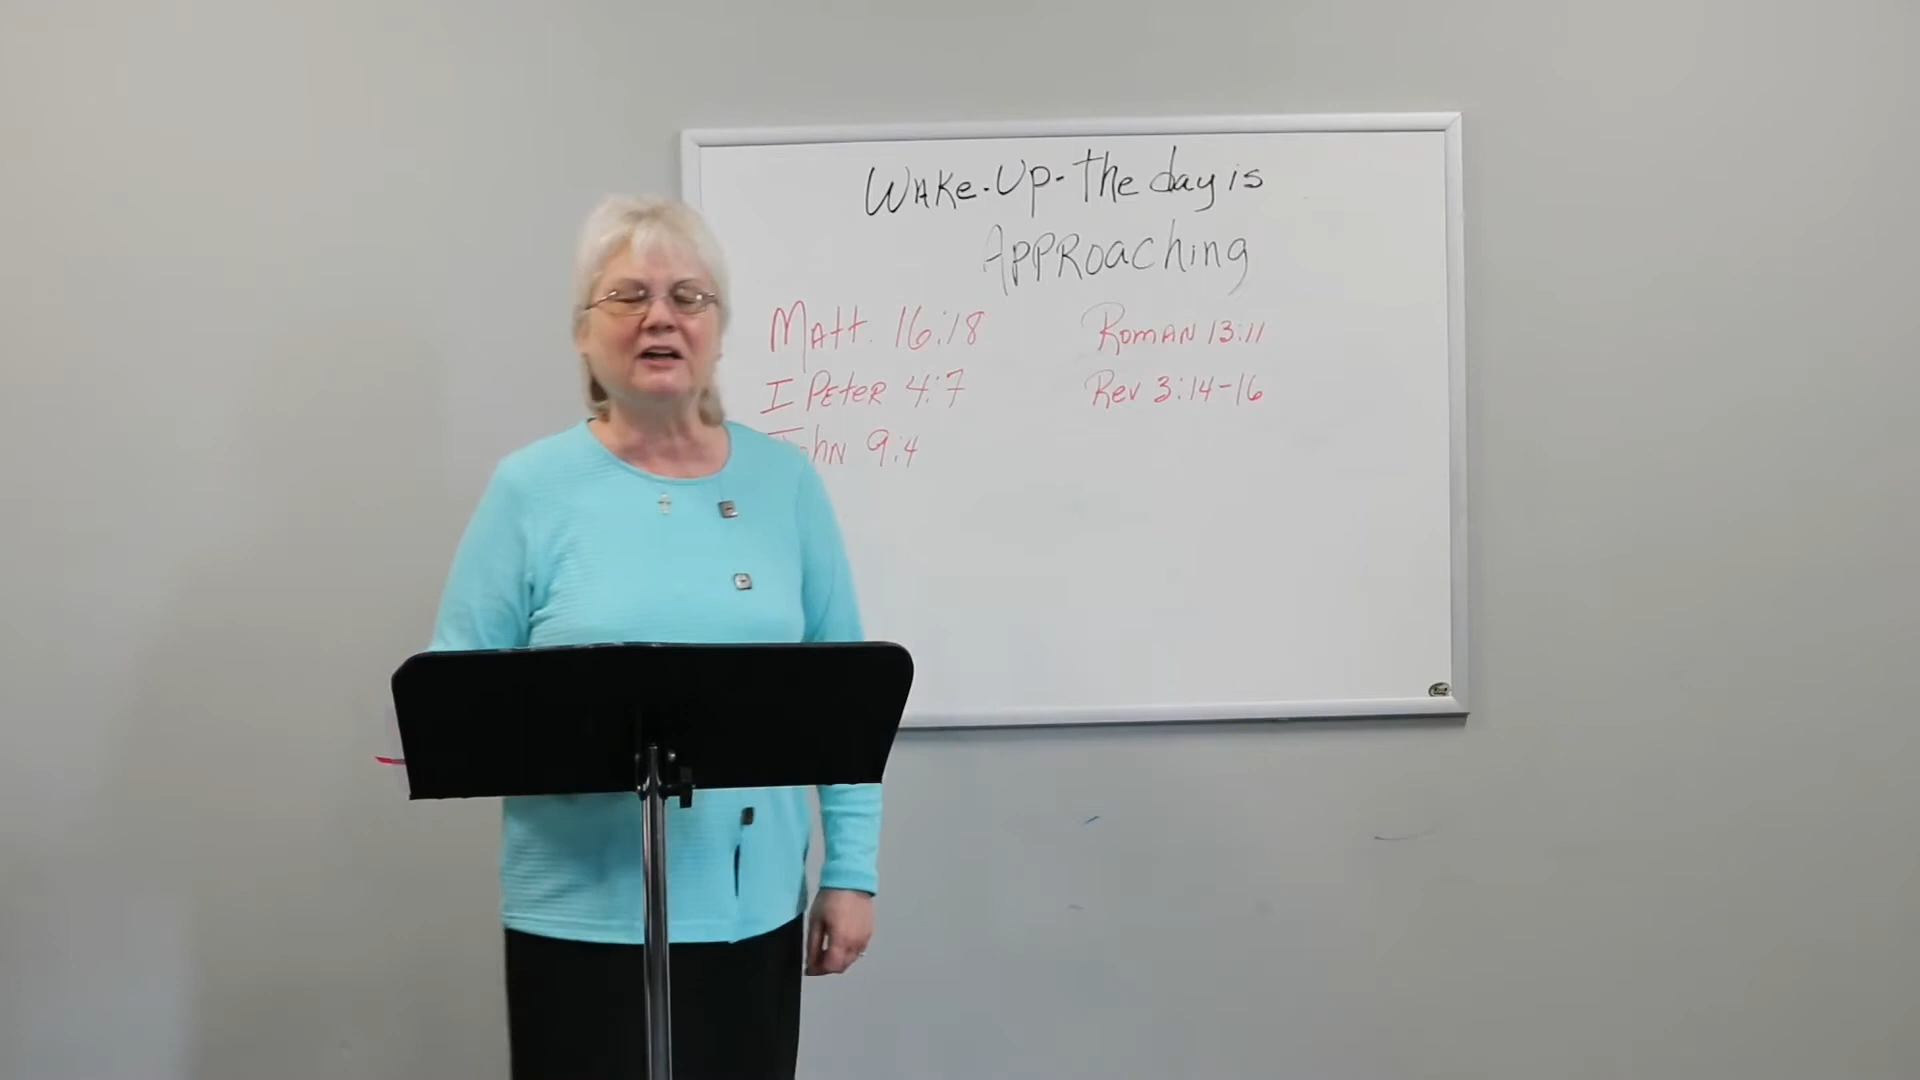 Wake-Up-The day is
Approaching
Matt. 16:18
I Peter 4:7
John 9:4
Roman 13:11
Rev 3:14-16